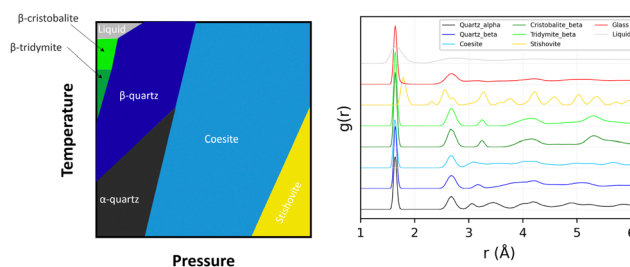 β-cristobalite
β-tridymite
Liquid
β-quartz
Coesite
α-quartz
Stishovite
Temperature
Pressure
Quartz_alpha
Quartz_beta
Coesite
Cristobalite_beta
Tridymite_beta
Stishovite
Glass
Liquid
g(r)
1 2 3 4 5 6
r (Å)